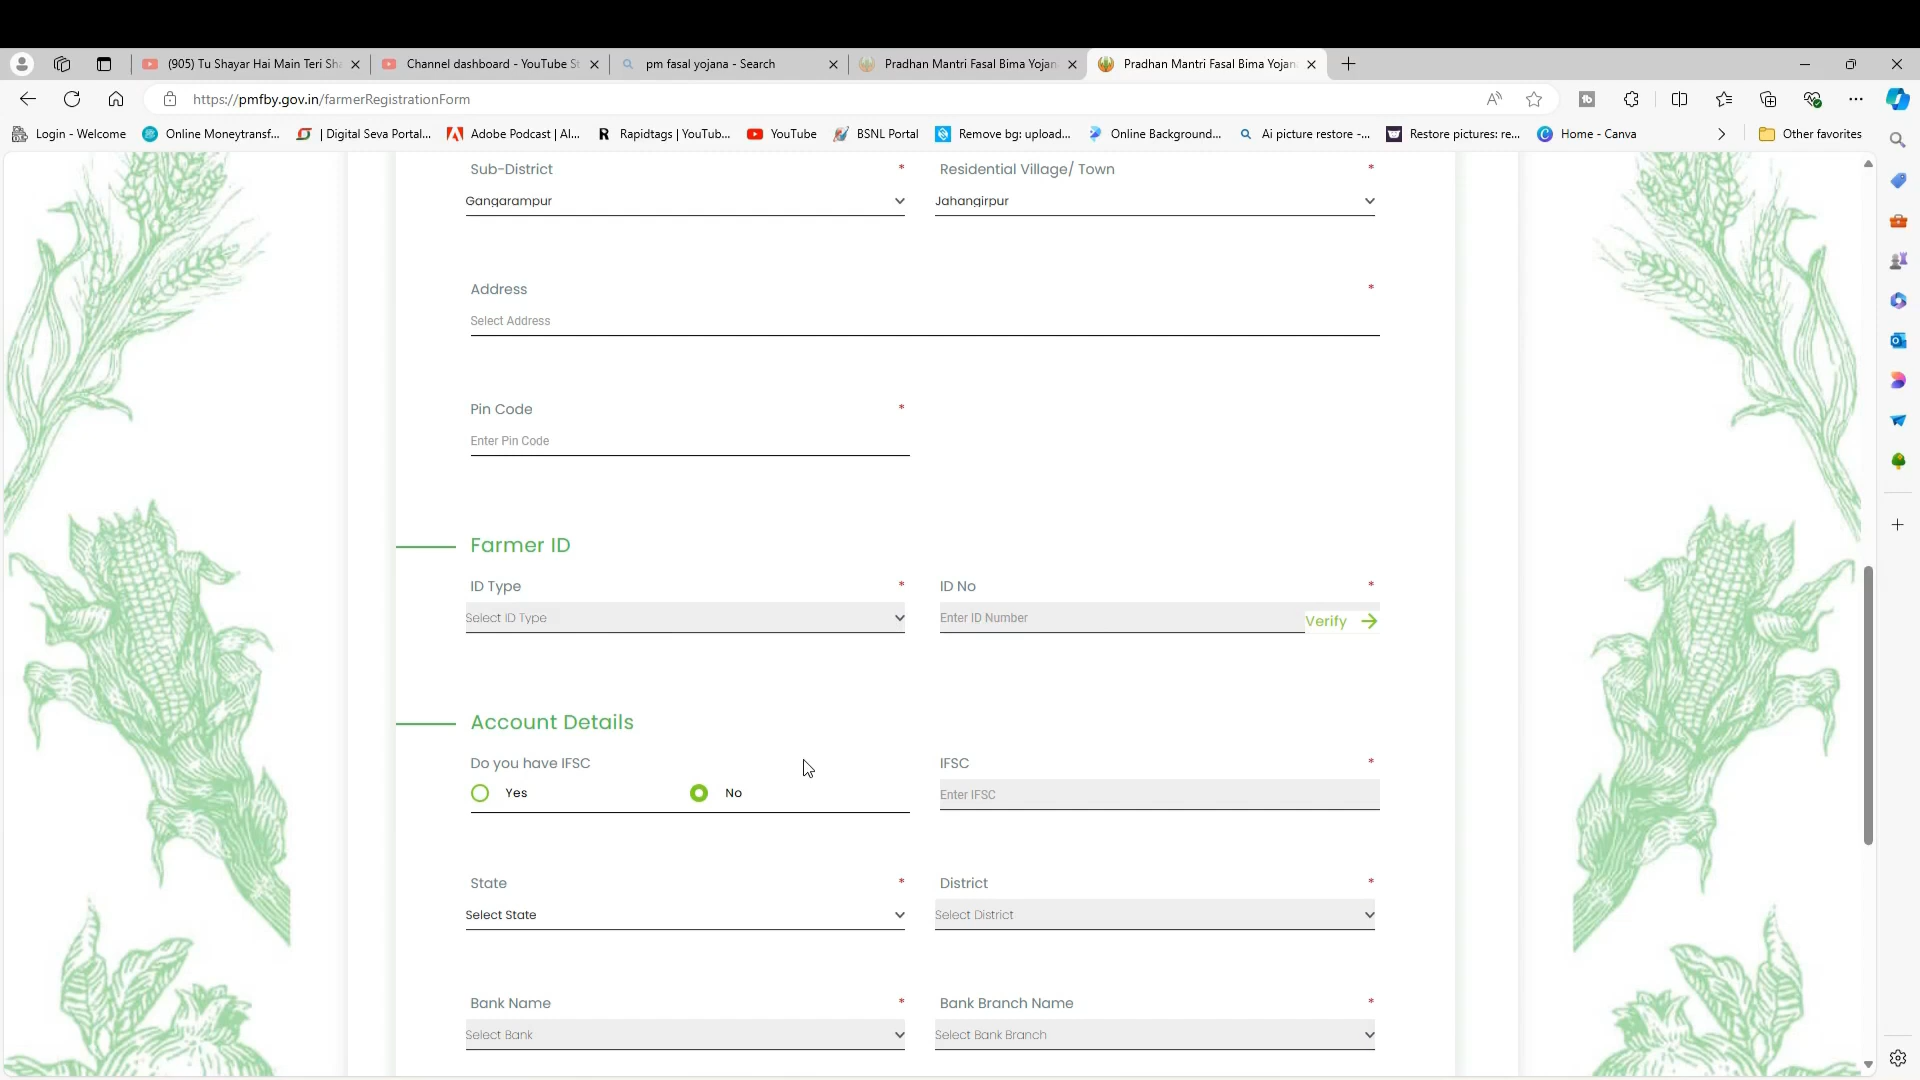 (905) Tu Shayar Hai Main Teri Sha
Channel dashboard - YouTube St
pm fasal yojana - Search
Pradhan Mantri Fasal Bima Yojan
Pradhan Mantri Fasal Bima Yojan
https://pmfby.gov.in/farmerRegistrationForm
Login - Welcome
Online Moneytransf...
| Digital Seva Portal...
Adobe Podcast | AI...
Rapidtags | YouTub...
YouTube
BSNL Portal
Remove bg: upload...
Online Background...
Ai picture restore -...
Restore pictures: re...
Home - Canva
Other favorites
Sub-District *
Residential Village/ Town *
Gangarampur
Jahangirpur
Address *
Select Address
Pin Code *
Enter Pin Code
Farmer ID
ID Type *
ID No *
Select ID Type
Enter ID Number
Verify
Account Details
Do you have IFSC
IFSC *
Yes
No
Enter IFSC
State *
District *
Select State
Select District
Bank Name *
Bank Branch Name *
Select Bank
Select Bank Branch